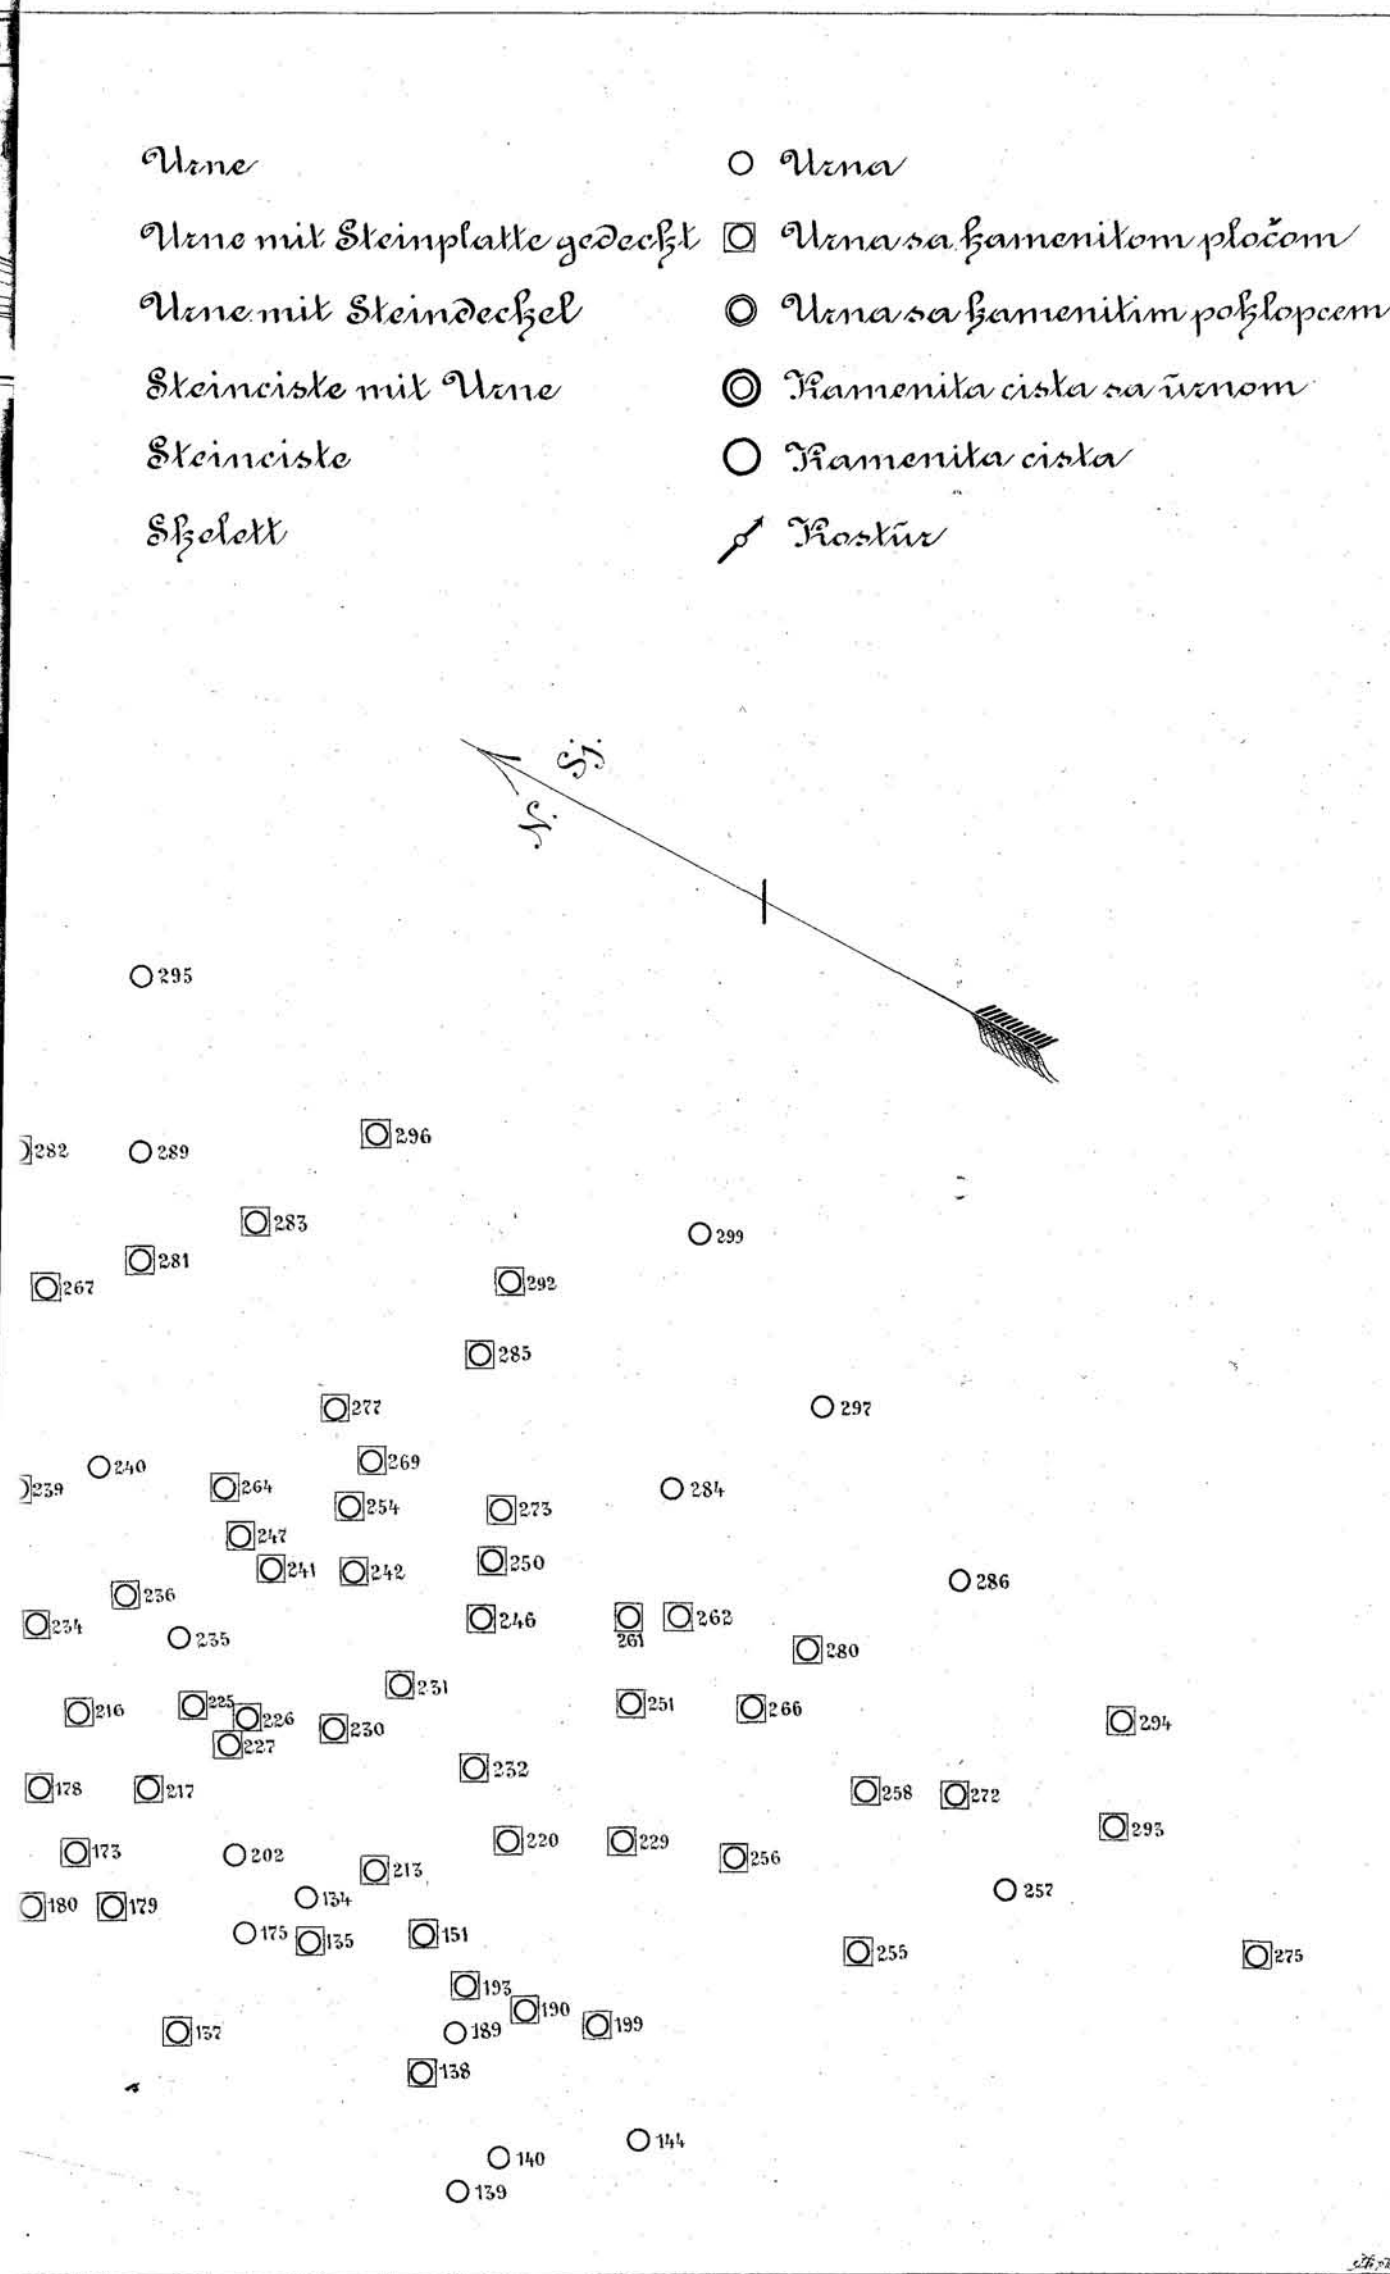 Urne ○ Urna
Urne mit Steinplatte gedeckt Urna sa kamenitom pločom
Urne mit Steindeckel Urna sa kamenitim poklopcem
Steinciste mit Urne Kamenita cista sa ūrnom
Steinciste Kamenita cista
Skelett Kostūr
Sj.
N.
295
296
282 289
283
299
281
267 292
285
277 297
240 269
239 264 284
254 273
247
241 242 250
236 286
234 246 261 262
235 280
231
216 225 226 230 251 266 294
227
232
178 217 258 272
293
173 202 220 229 256
213
180 179 134 257
175 135 151
255 275
193
190
137 189 199
138
144
140
139